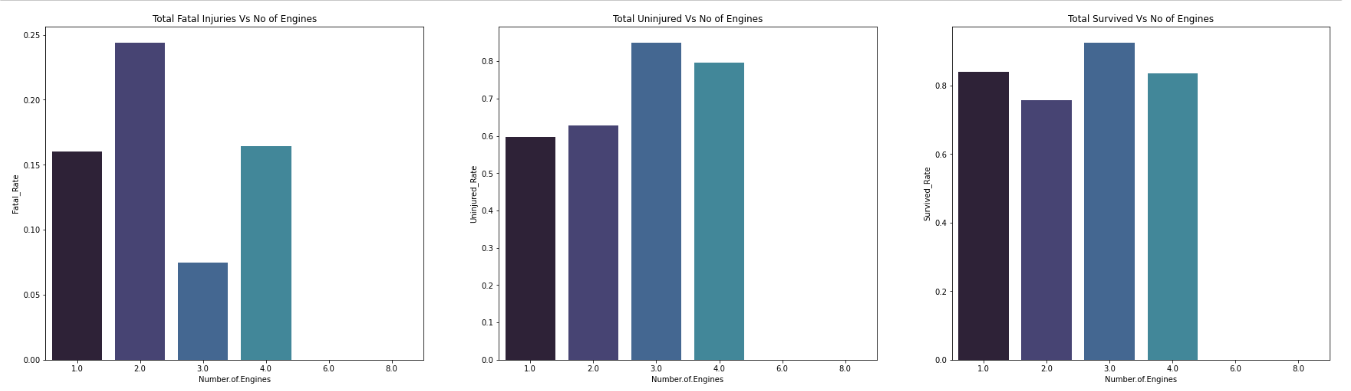 Total Fatal Injuries Vs No of Engines
0.25
0.20
0.15
0.10
0.05
0.00
Fatal_Rate
1.0 2.0 3.0 4.0 6.0 8.0
Number.of.Engines
Total Uninjured Vs No of Engines
0.8
0.7
0.6
0.5
0.4
0.3
0.2
0.1
0.0
Uninjured_Rate
1.0 2.0 3.0 4.0 6.0 8.0
Number.of.Engines
Total Survived Vs No of Engines
0.8
0.6
0.4
0.2
0.0
Survived_Rate
1.0 2.0 3.0 4.0 6.0 8.0
Number.of.Engines